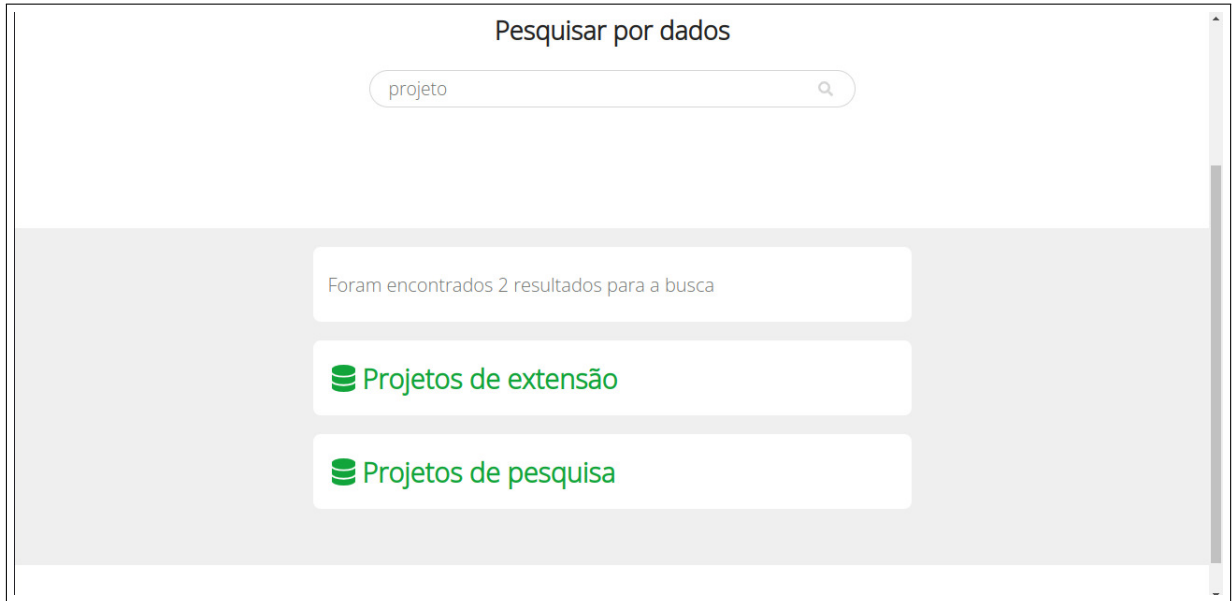 Pesquisar por dados
projeto
Foram encontrados 2 resultados para a busca
Projetos de extensão
Projetos de pesquisa